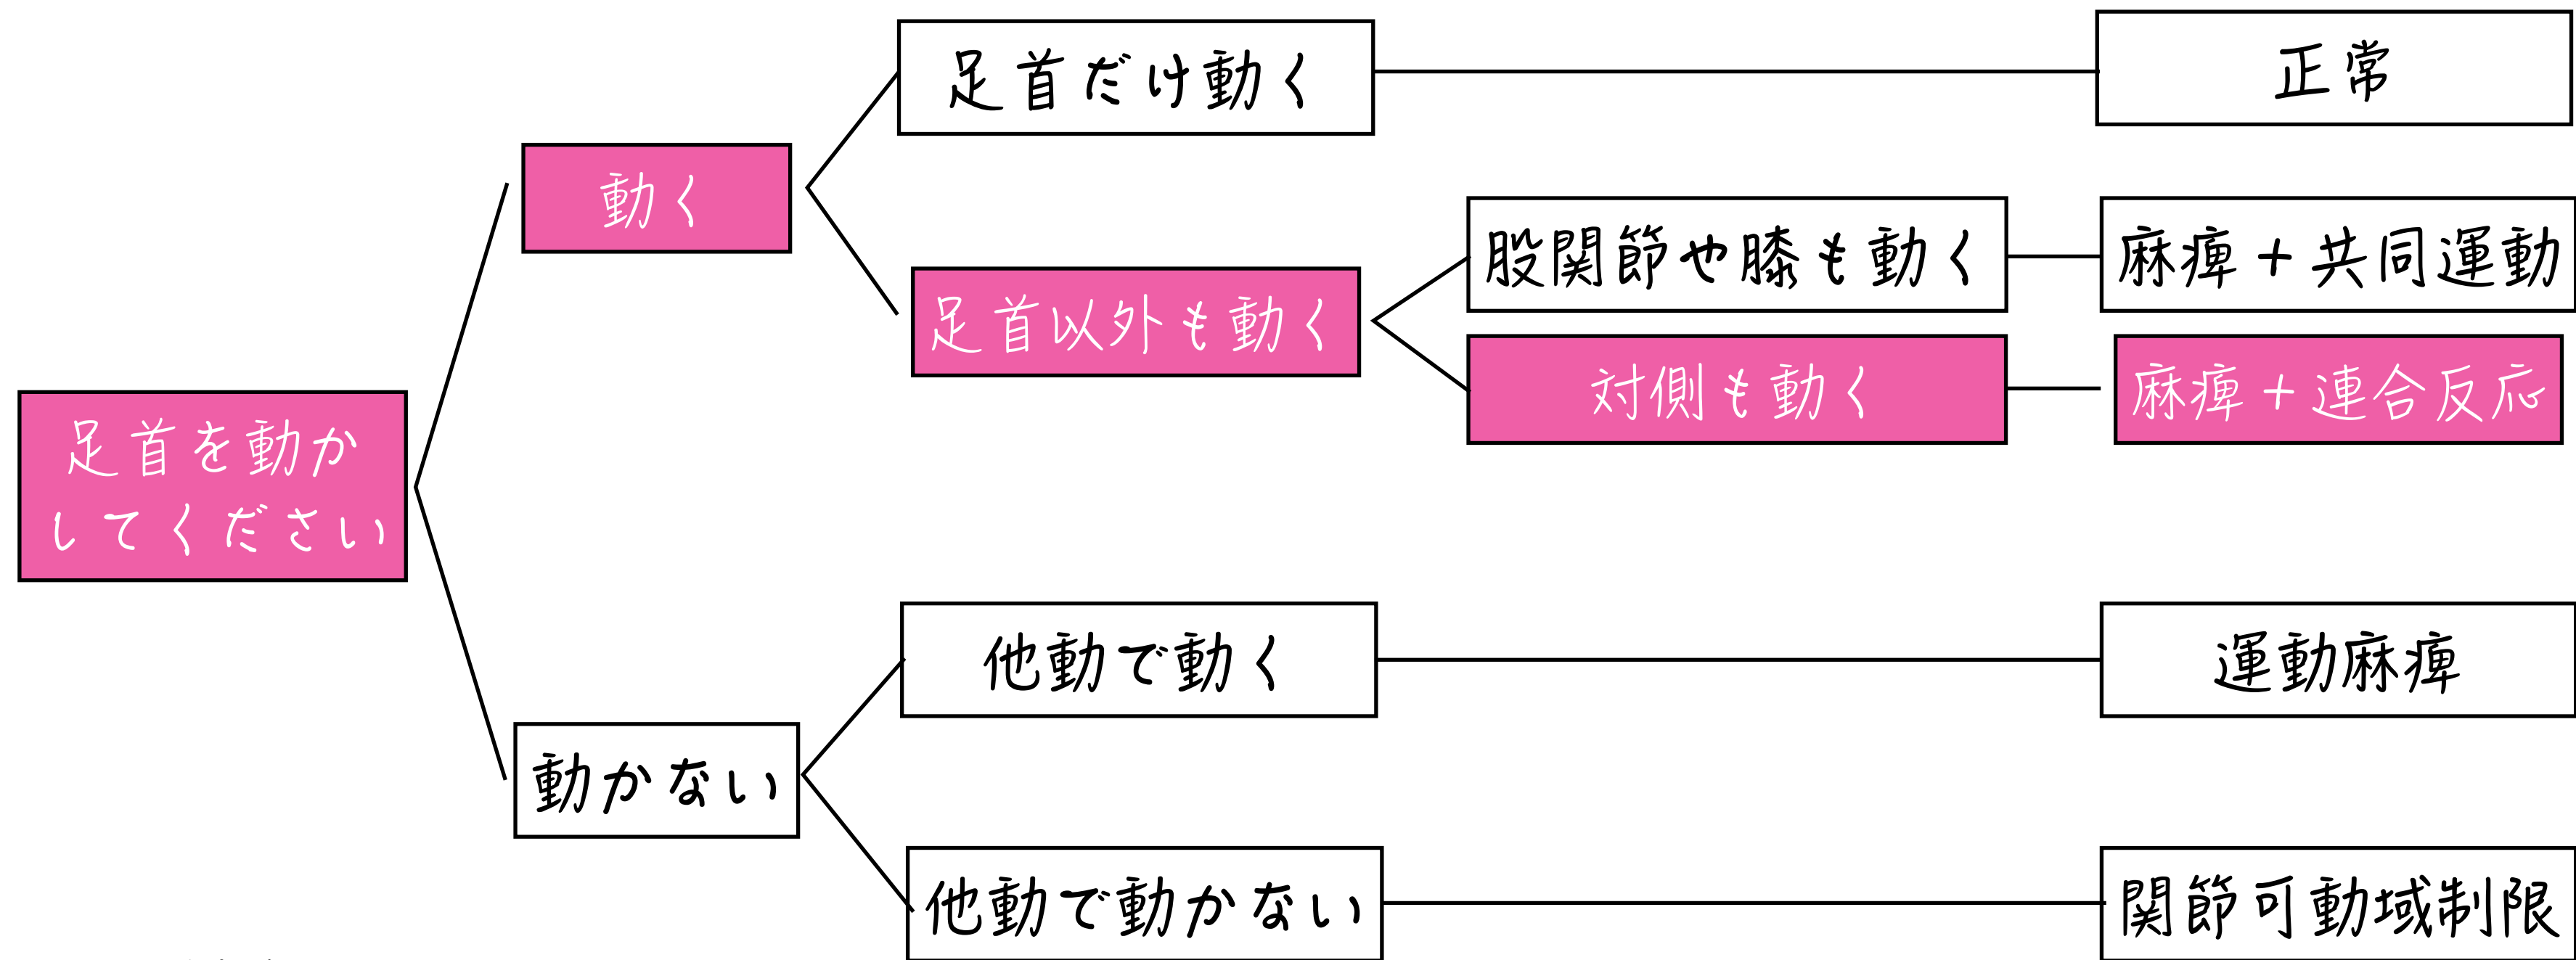 足首だけ動く
正常
動く
股関節や膝も動く
麻痺+共同運動
足首以外も動く
対側も動く
麻痺+連合反応
足首を動か
してください
他動で動く
運動麻痺
動かない
他動で動かない
関節可動域制限